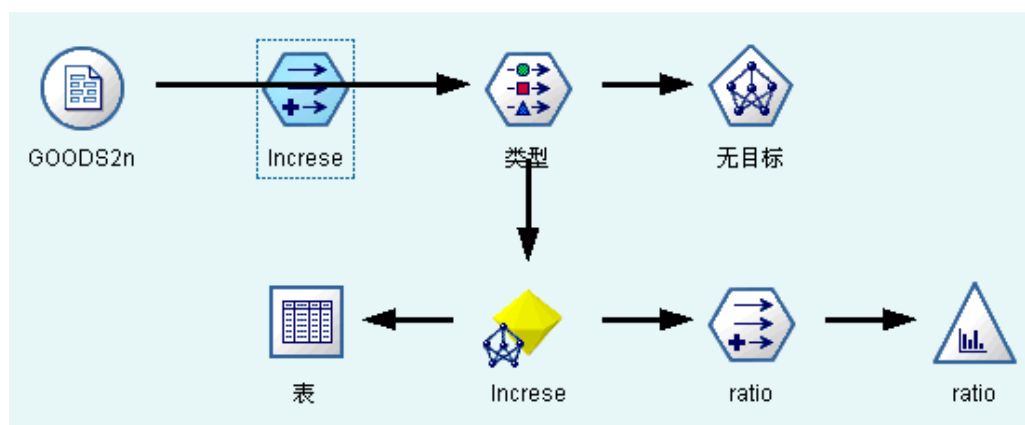 GOODS2n
Increse
类型
无目标
表
Increse
ratio
ratio